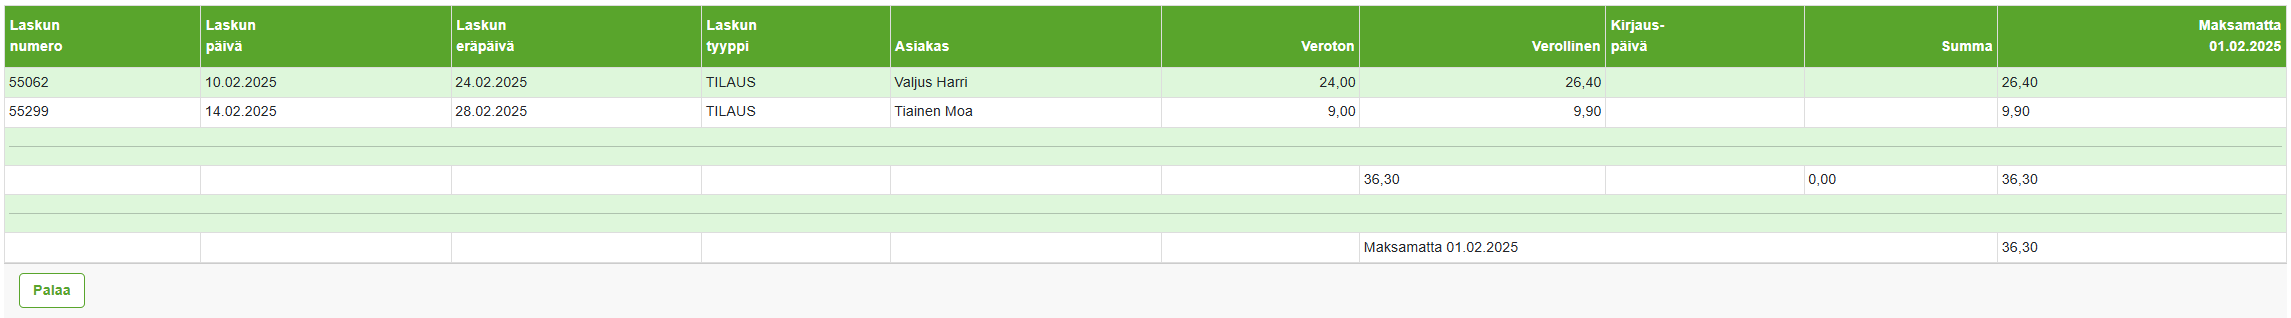 Laskun numero Laskun päivä Laskun eräpäivä Laskun tyyppi Asiakas Veroton Verollinen Kirjaus-päivä Summa Maksamatta 01.02.2025
55062 10.02.2025 24.02.2025 TILAUS Valjus Harri 24,00 26,40 26,40
55299 14.02.2025 28.02.2025 TILAUS Tiainen Moa 9,00 9,90 9,90
36,30 0,00 36,30
Maksamatta 01.02.2025 36,30
Palaa